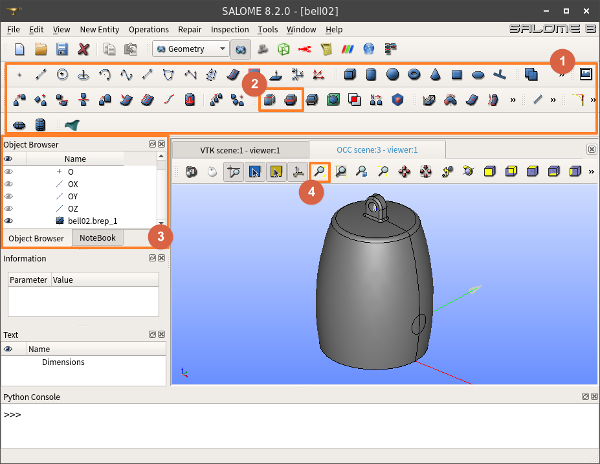 SALOME 8.2.0 - [bell02]
File Edit View New Entity Operations Repair Inspection Tools Window Help
SALOME 8
Geometry
1
2
Object Browser
Name
O
OX
OY
OZ
bell02.brep_1
Object Browser NoteBook
3
VTK scene:1 - viewer:1 OCC scene:3 - viewer:1
4
Information
Parameter Value
Text
Name
Dimensions
Python Console
>>>